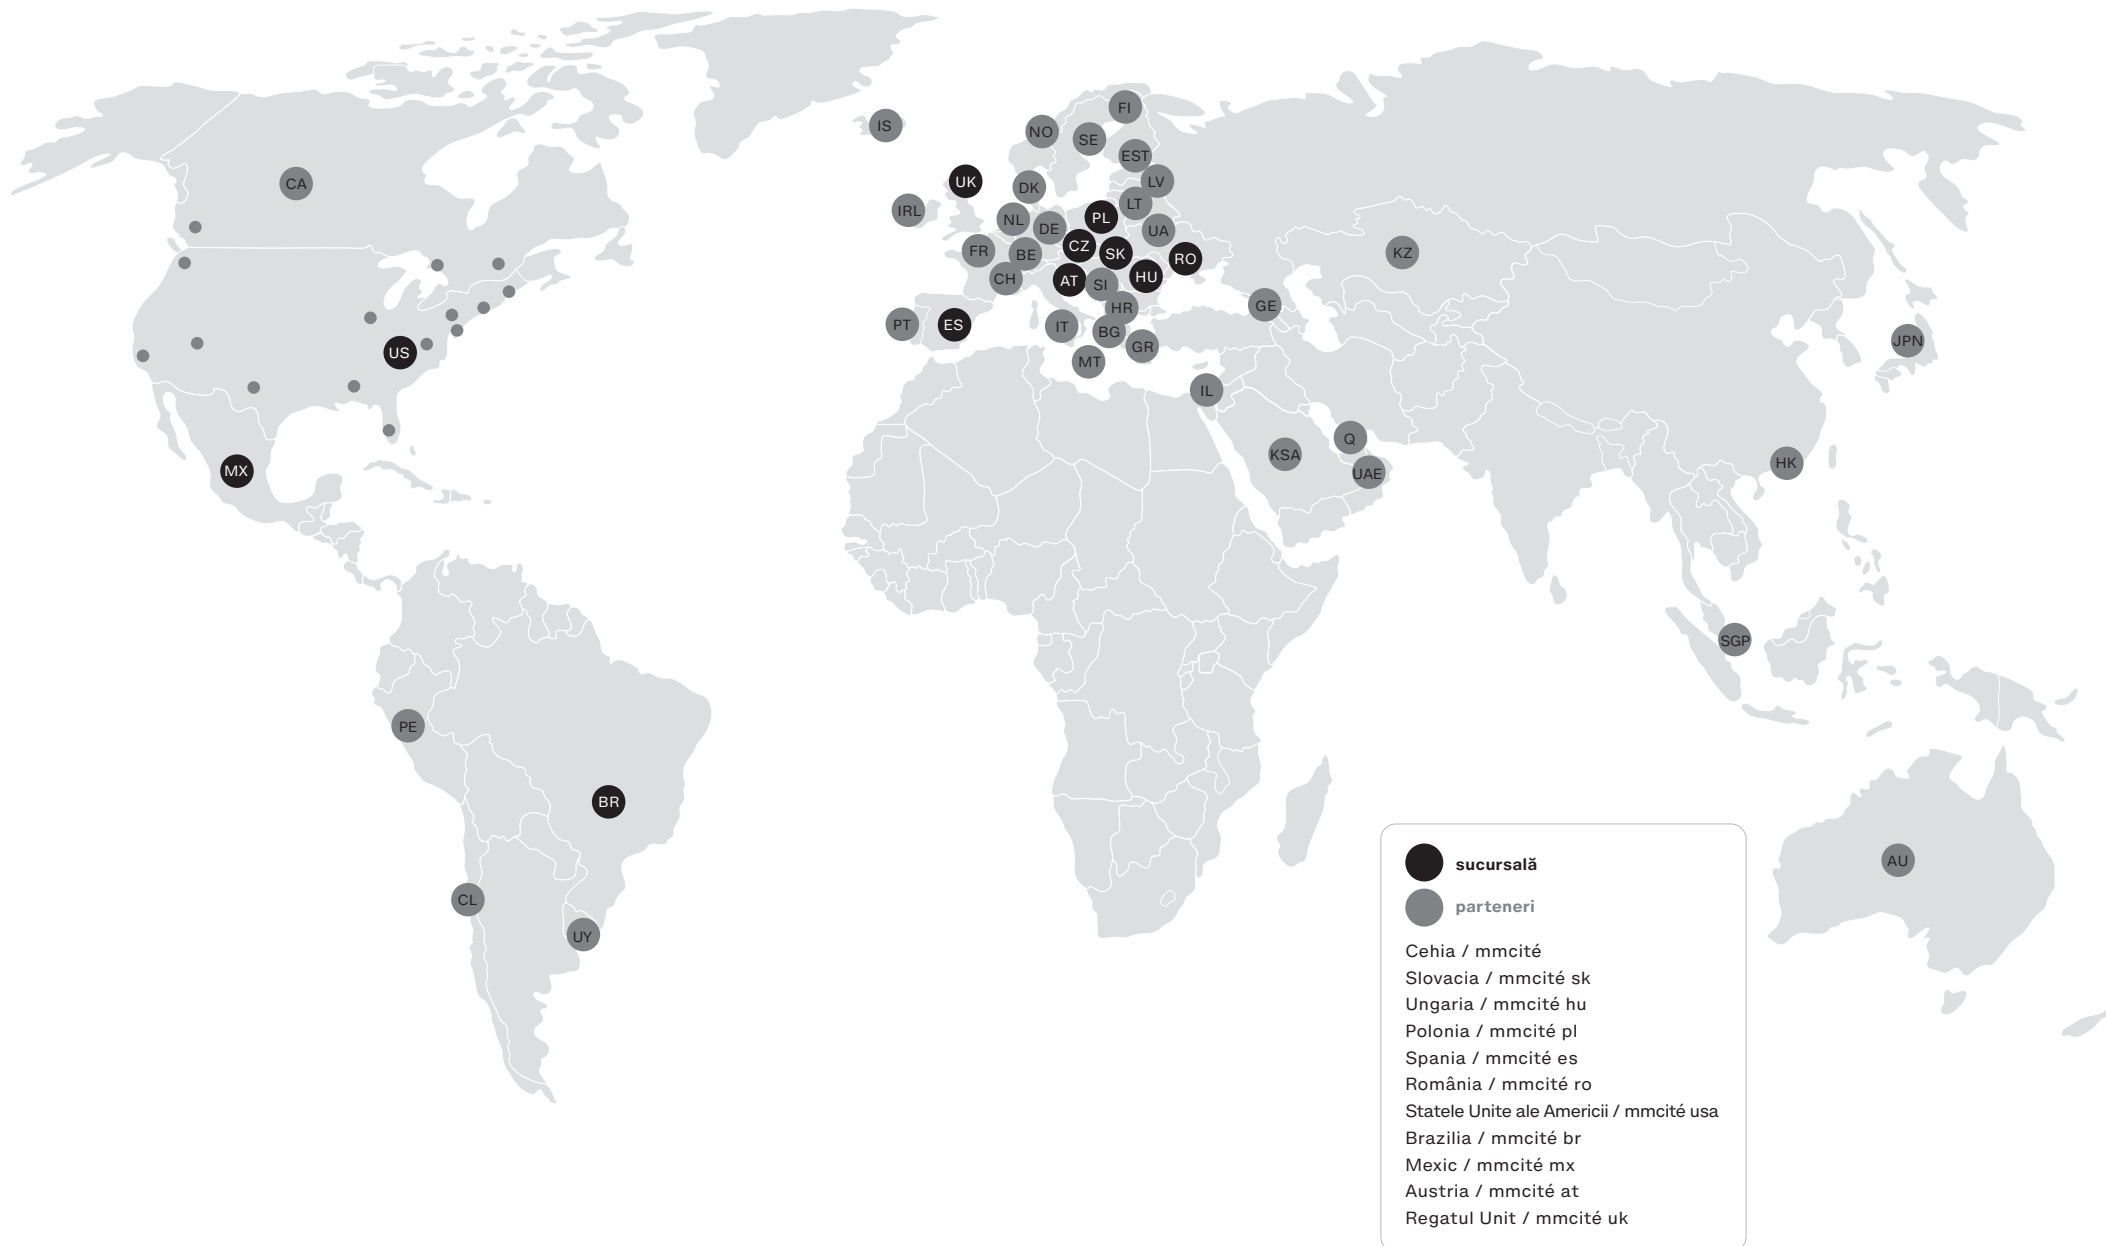 FI
IS
NO
SE
EST
UK
LV
CA
DK
LT
IRL
PL
NL
DE
UA
CZ
FR
SK
KZ
BE
RO
HU
CH
AT
SI
GE
HR
PT
ES
IT
BG
JPN
GR
US
MT
IL
Q
KSA
HK
MX
UAE
SGP
PE
BR
AU
CL
UY
sucursală
parteneri
Cehia / mmcité
Slovacia / mmcité sk
Ungaria / mmcité hu
Polonia / mmcité pl
Spania / mmcité es
România / mmcité ro
Statele Unite ale Americii / mmcité usa
Brazilia / mmcité br
Mexic / mmcité mx
Austria / mmcité at
Regatul Unit / mmcité uk